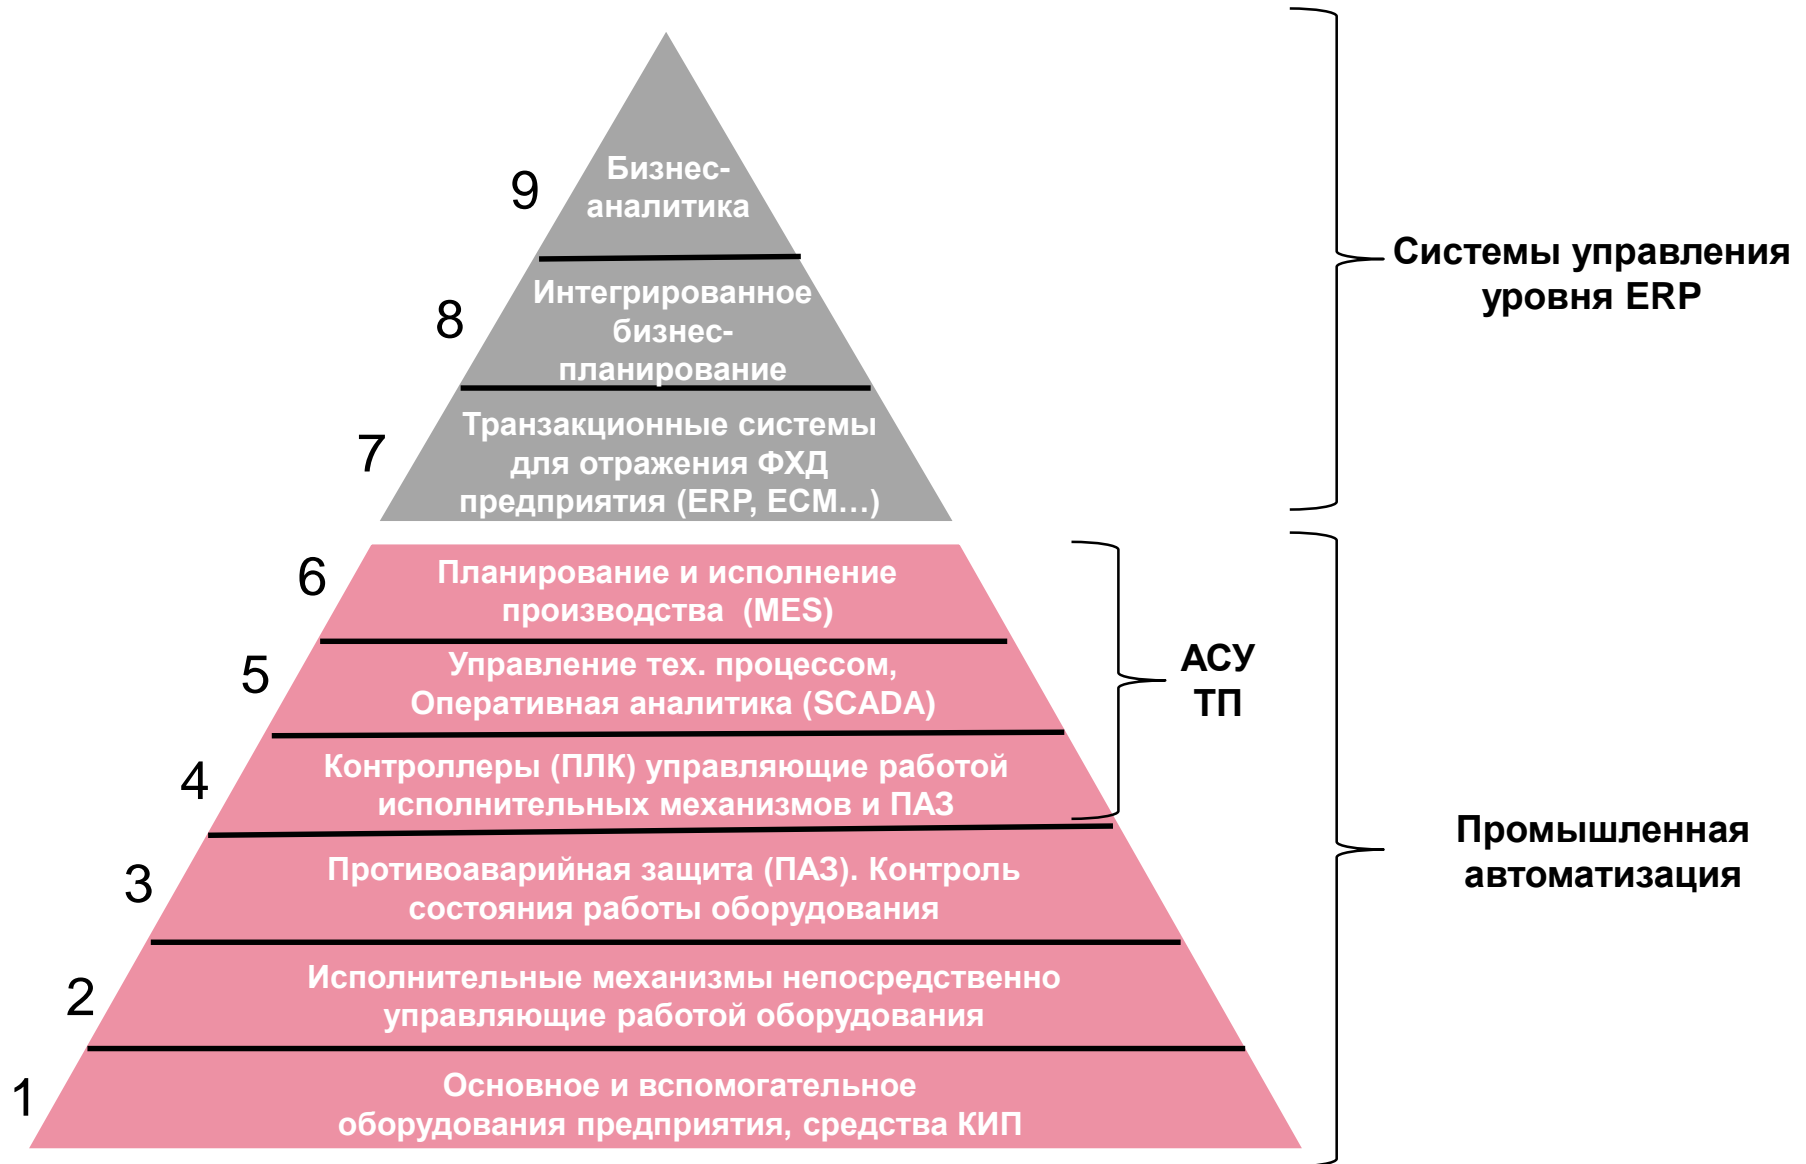 9
Бизнес-
аналитика
8
Интегрированное
бизнес-
планирование
7
Транзакционные системы
для отражения ФХД
предприятия (ERP, ECM…)
Системы управления
уровня ERP
6
Планирование и исполнение
производства (MES)
5
Управление тех. процессом,
Оперативная аналитика (SCADA)
4
Контроллеры (ПЛК) управляющие работой
исполнительных механизмов и ПАЗ
АСУ
ТП
3
Противоаварийная защита (ПАЗ). Контроль
состояния работы оборудования
2
Исполнительные механизмы непосредственно
управляющие работой оборудования
1
Основное и вспомогательное
оборудования предприятия, средства КИП
Промышленная
автоматизация